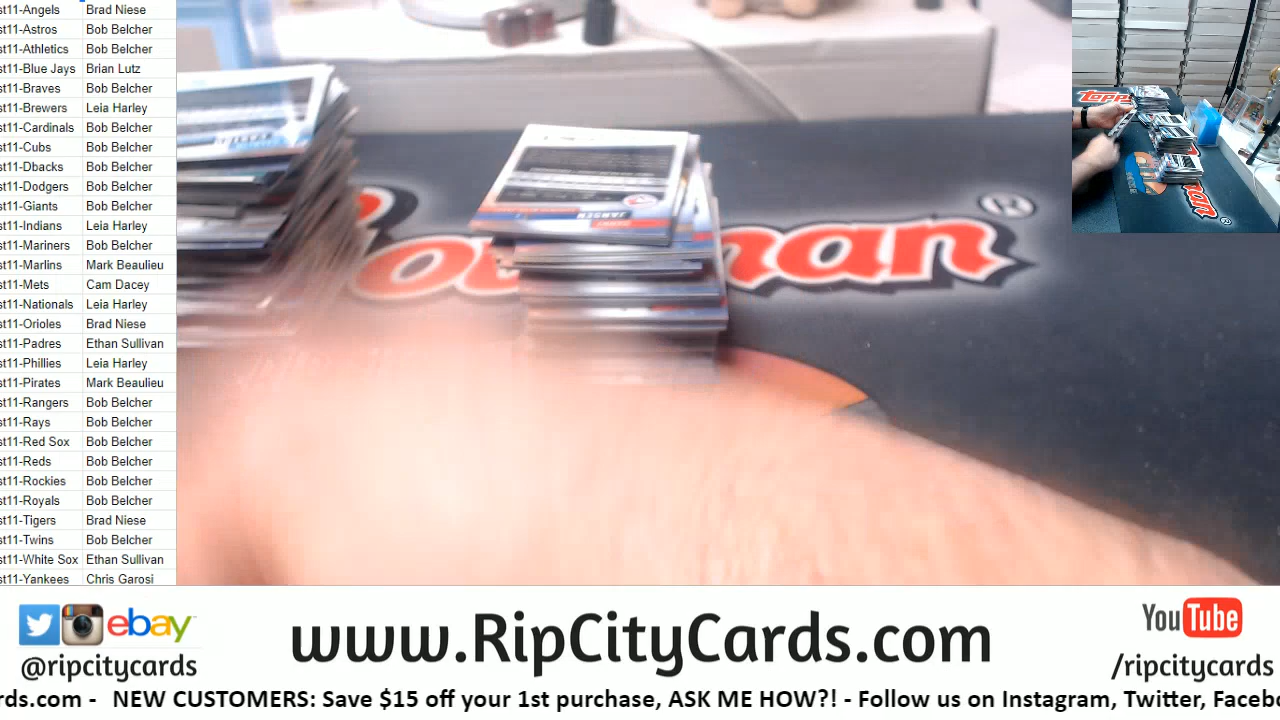 st11-Angels Brad Niese
st11-Astros Bob Belcher
st11-Athletics Bob Belcher
st11-Blue Jays Brian Lutz
st11-Braves Bob Belcher
st11-Brewers Leia Harley
st11-Cardinals Bob Belcher
st11-Cubs Bob Belcher
st11-Dbacks Bob Belcher
st11-Dodgers Bob Belcher
st11-Giants Bob Belcher
st11-Indians Leia Harley
st11-Mariners Bob Belcher
st11-Marlins Mark Beaulieu
st11-Mets Cam Dacey
st11-Nationals Leia Harley
st11-Orioles Brad Niese
st11-Padres Ethan Sullivan
st11-Phillies Leia Harley
st11-Pirates Mark Beaulieu
st11-Rangers Bob Belcher
st11-Rays Bob Belcher
st11-Red Sox Bob Belcher
st11-Reds Bob Belcher
st11-Rockies Bob Belcher
st11-Royals Bob Belcher
st11-Tigers Brad Niese
st11-Twins Bob Belcher
st11-White Sox Ethan Sullivan
st11-Yankees Chris Garosi
JANSEN
man ®
Topps
ebay
@ripcitycards
www.RipCityCards.com
YouTube
/ripcitycards
rds.com - NEW CUSTOMERS: Save $15 off your 1st purchase, ASK ME HOW?! - Follow us on Instagram, Twitter, Facebo